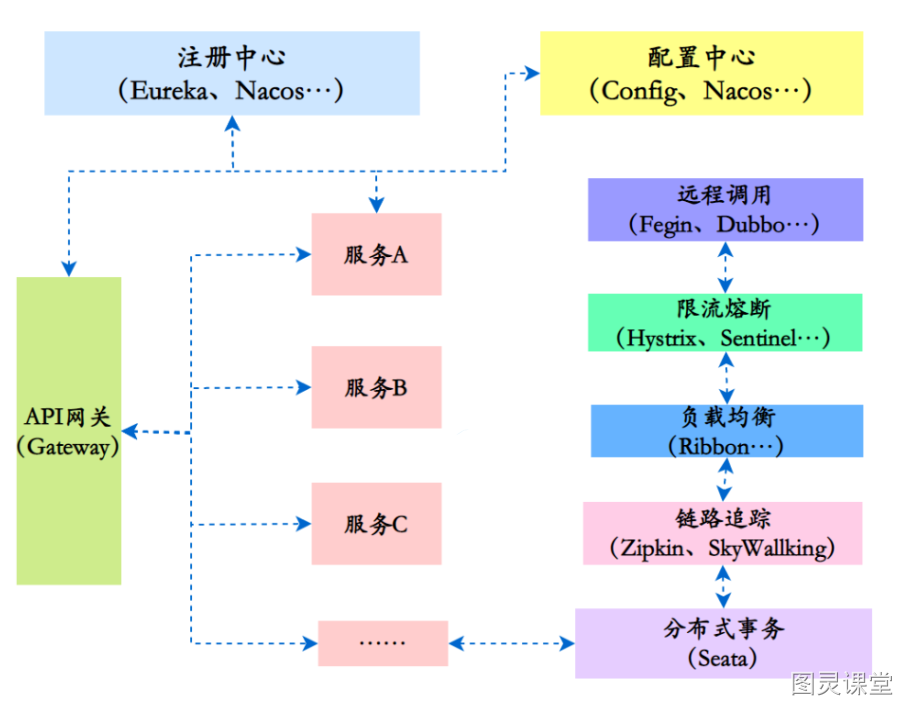 注册中心
（Eureka、Nacos…）
配置中心
（Config、Nacos…）
远程调用
（Fegin、Dubbo…）
服务A
限流熔断
（Hystrix、Sentinel…）
服务B
API网关
（Gateway）
负载均衡
（Ribbon…）
服务C
链路追踪
（Zipkin、SkyWallking）
……
分布式事务
（Seata）
图灵课堂